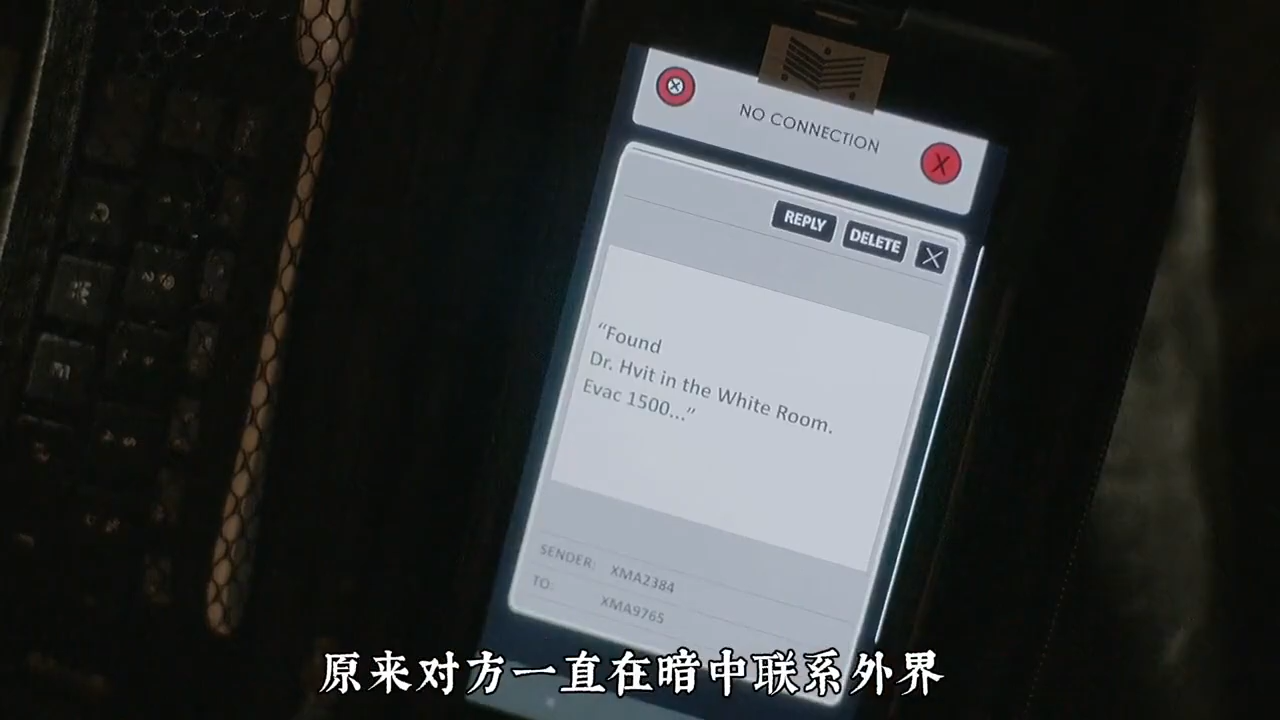 NO CONNECTION
X
REPLY DELETE X
“Found
Dr. Hvit in the White Room.
Evac 1500...”
SENDER: XMA2384
TO: XMA9765
原来对方一直在暗中联系外界